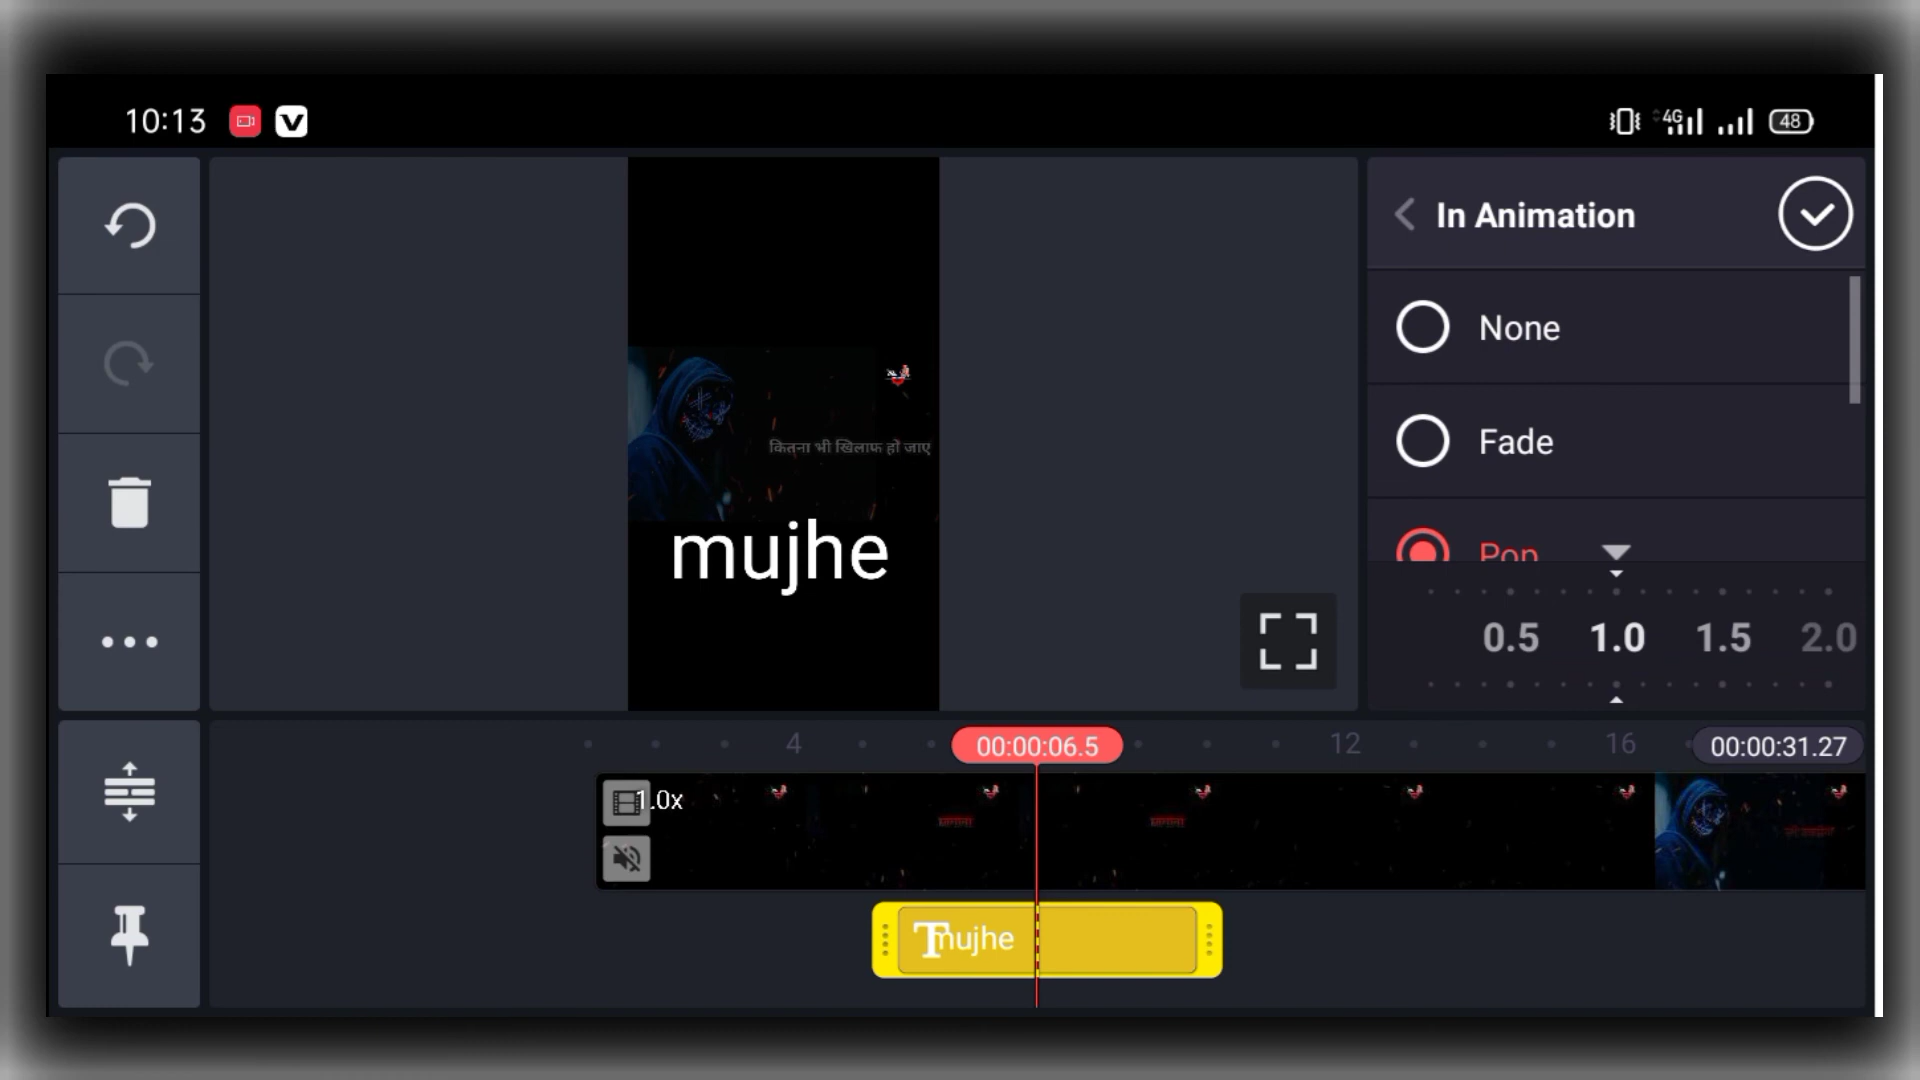 10:13
4G
48
In Animation
None
Fade
Pop
0.5 1.0 1.5 2.0
कितना भी खिलाफ हो जाए
mujhe
4 00:00:06.5 12 16 00:00:31.27
1.0x
mujhe